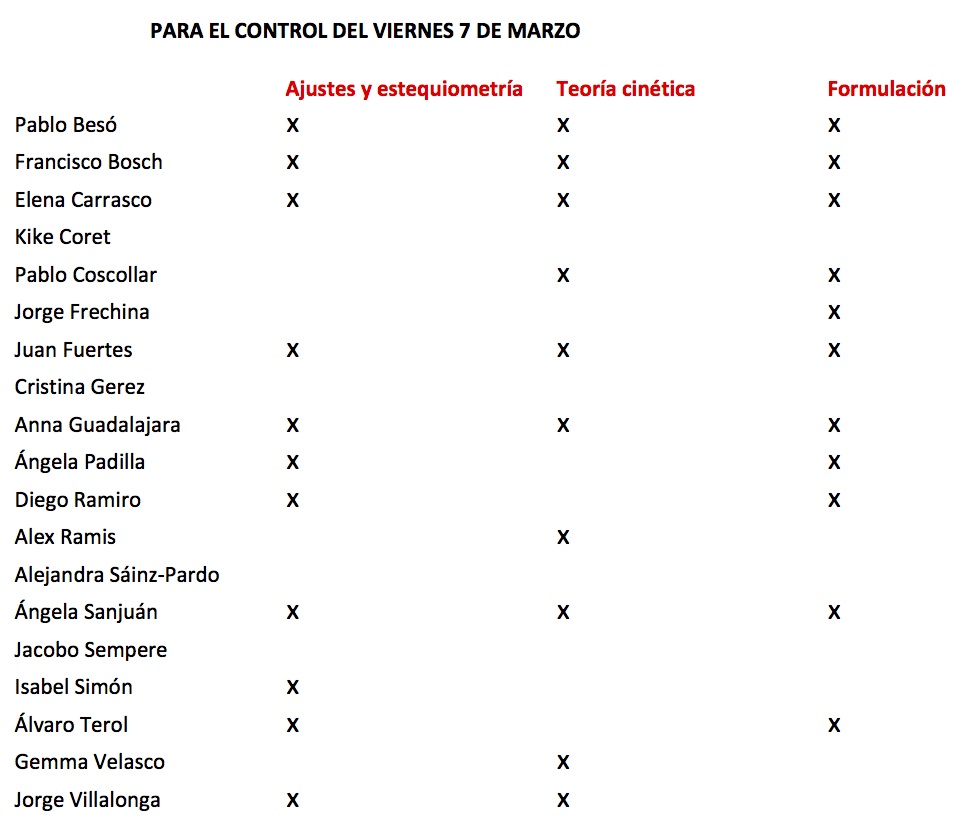 PARA EL CONTROL DEL VIERNES 7 DE MARZO
Ajustes y estequiometría Teoría cinética Formulación
Pablo Besó X X X
Francisco Bosch X X X
Elena Carrasco X X X
Kike Coret
Pablo Coscollar X X
Jorge Frechina X
Juan Fuertes X X X
Cristina Gerez
Anna Guadalajara X X X
Ángela Padilla X X
Diego Ramiro X X
Alex Ramis X
Alejandra Sáinz-Pardo
Ángela Sanjuán X X X
Jacobo Sempere
Isabel Simón X
Álvaro Terol X X
Gemma Velasco X
Jorge Villalonga X X